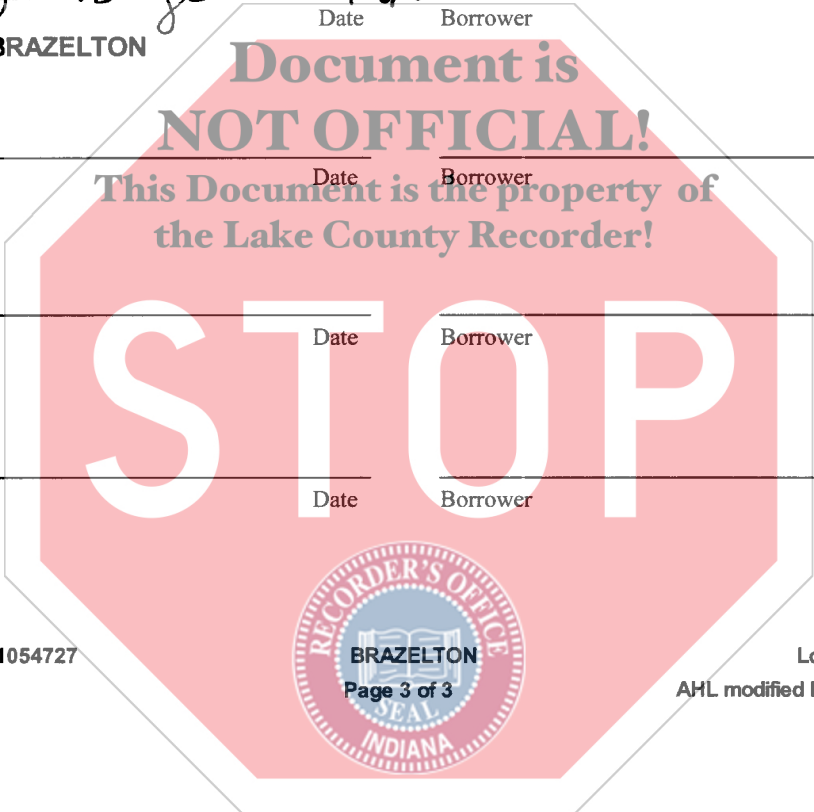 Date Borrower
BRAZELTON
Document is
NOT OFFICIAL!
Date Borrower
This Document is the property of
the Lake County Recorder!
STOP
Date Borrower
Date Borrower
RECORDER'S OFFICE
1054727 BRAZELTON
Page 3 of 3 AHL modified
SEAL
INDIANA